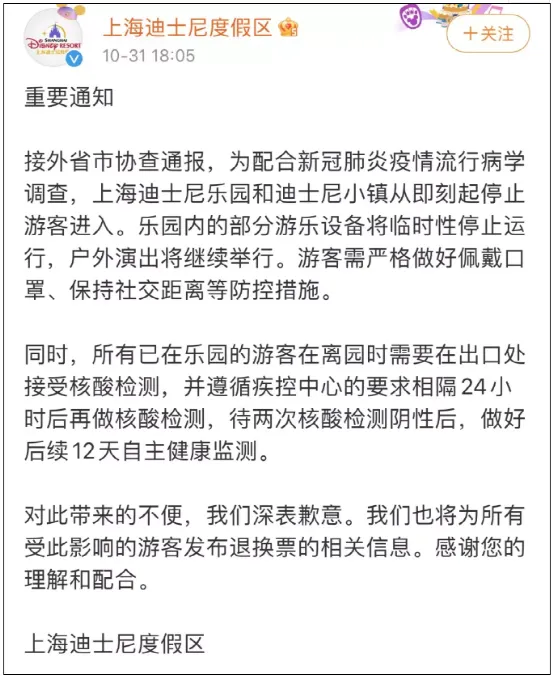 上海迪士尼度假区
10-31 18:05
+关注
SHANGHAI
DISNEY RESORT
上海迪士尼度假区
重要通知
接外省市协查通报，为配合新冠肺炎疫情流行病学
调查，上海迪士尼乐园和迪士尼小镇从即刻起停止
游客进入。乐园内的部分游乐设备将临时性停止运
行，户外演出将继续举行。游客需严格做好佩戴口
罩、保持社交距离等防控措施。
同时，所有已在乐园的游客在离园时需要在出口处
接受核酸检测，并遵循疾控中心的要求相隔24小
时后再做核酸检测，待两次核酸检测阴性后，做好
后续12天自主健康监测。
对此带来的不便，我们深表歉意。我们也将为所有
受此影响的游客发布退换票的相关信息。感谢您的
理解和配合。
上海迪士尼度假区